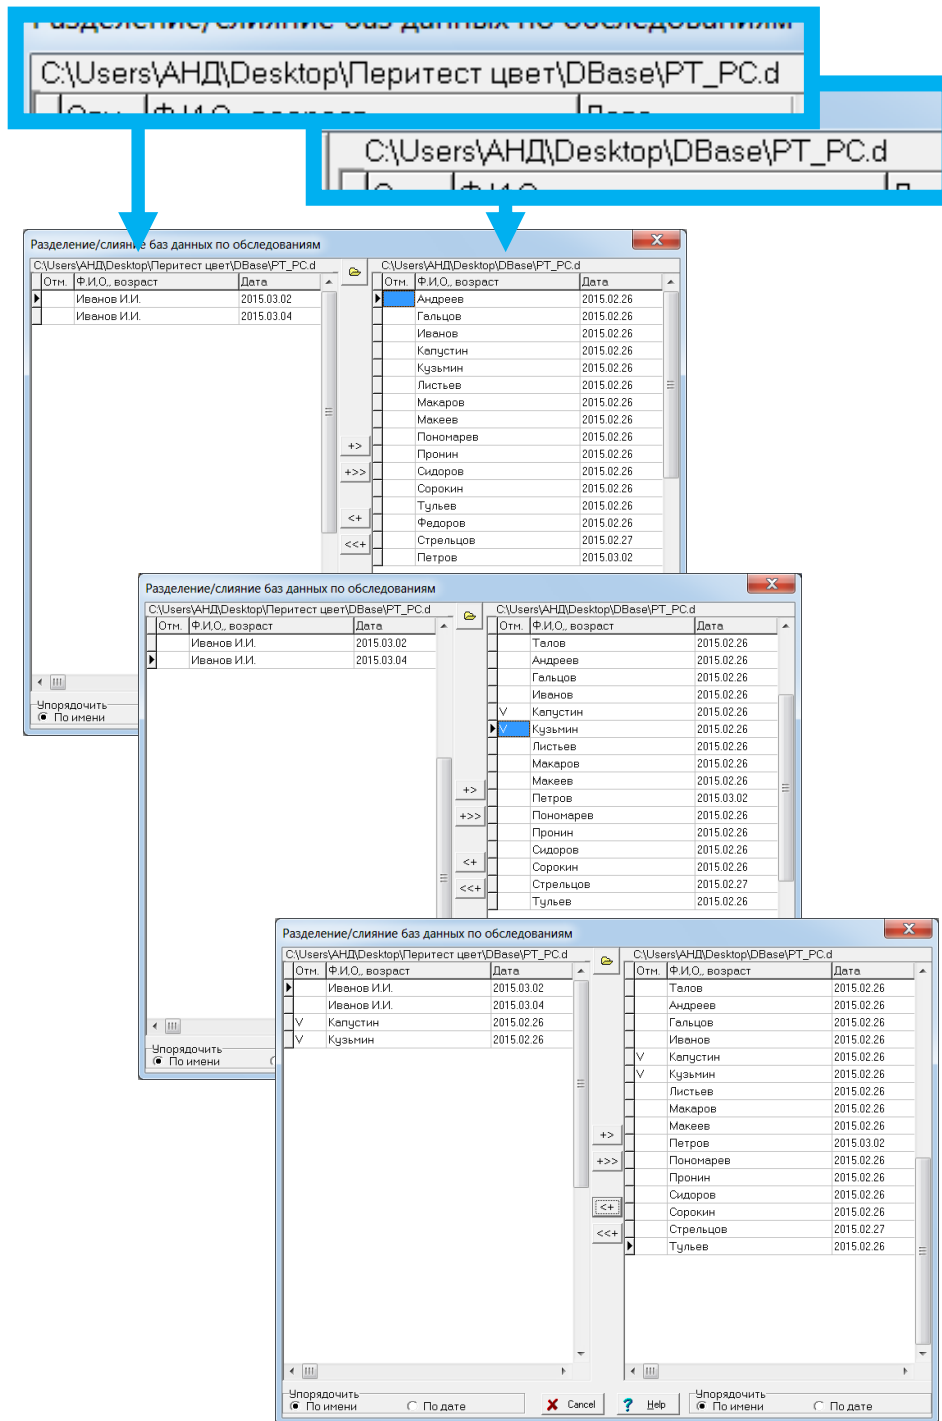 Разделение/слияние баз данных по обследованиям
C:\Users\АНД\Desktop\Перитест цвет\DBase\PT_PC.d
Отм. Ф.И.О., возраст Дата
C:\Users\АНД\Desktop\DBase\PT_PC.d
Разделение/слияние баз данных по обследованиям
C:\Users\АНД\Desktop\Перитест цвет\DBase\PT_PC.d
Отм. Ф.И.О., возраст Дата
Иванов И.И. 2015.03.02
Иванов И.И. 2015.03.04
+>
+>>
<+
<<+
C:\Users\АНД\Desktop\DBase\PT_PC.d
Отм. Ф.И.О., возраст Дата
Андреев 2015.02.26
Гальцов 2015.02.26
Иванов 2015.02.26
Капустин 2015.02.26
Кузьмин 2015.02.26
Листьев 2015.02.26
Макаров 2015.02.26
Макеев 2015.02.26
Пономарев 2015.02.26
Пронин 2015.02.26
Сидоров 2015.02.26
Сорокин 2015.02.26
Тульев 2015.02.26
Федоров 2015.02.26
Стрельцов 2015.02.27
Петров 2015.03.02
Упорядочить
По имени
Разделение/слияние баз данных по обследованиям
C:\Users\АНД\Desktop\Перитест цвет\DBase\PT_PC.d
Отм. Ф.И.О., возраст Дата
Иванов И.И. 2015.03.02
Иванов И.И. 2015.03.04
+>
+>>
<+
<<+
C:\Users\АНД\Desktop\DBase\PT_PC.d
Отм. Ф.И.О., возраст Дата
Талов 2015.02.26
Андреев 2015.02.26
Гальцов 2015.02.26
Иванов 2015.02.26
V Капустин 2015.02.26
V Кузьмин 2015.02.26
Листьев 2015.02.26
Макаров 2015.02.26
Макеев 2015.02.26
Петров 2015.03.02
Пономарев 2015.02.26
Пронин 2015.02.26
Сидоров 2015.02.26
Сорокин 2015.02.26
Стрельцов 2015.02.27
Тульев 2015.02.26
Упорядочить
По имени
Разделение/слияние баз данных по обследованиям
C:\Users\АНД\Desktop\Перитест цвет\DBase\PT_PC.d
Отм. Ф.И.О., возраст Дата
Иванов И.И. 2015.03.02
Иванов И.И. 2015.03.04
V Капустин 2015.02.26
V Кузьмин 2015.02.26
+>
+>>
<+
<<+
C:\Users\АНД\Desktop\DBase\PT_PC.d
Отм. Ф.И.О., возраст Дата
Талов 2015.02.26
Андреев 2015.02.26
Гальцов 2015.02.26
Иванов 2015.02.26
V Капустин 2015.02.26
V Кузьмин 2015.02.26
Листьев 2015.02.26
Макаров 2015.02.26
Макеев 2015.02.26
Петров 2015.03.02
Пономарев 2015.02.26
Пронин 2015.02.26
Сидоров 2015.02.26
Сорокин 2015.02.26
Стрельцов 2015.02.27
Тульев 2015.02.26
Упорядочить
По имени По дате
Cancel
? Help
Упорядочить
По имени По дате